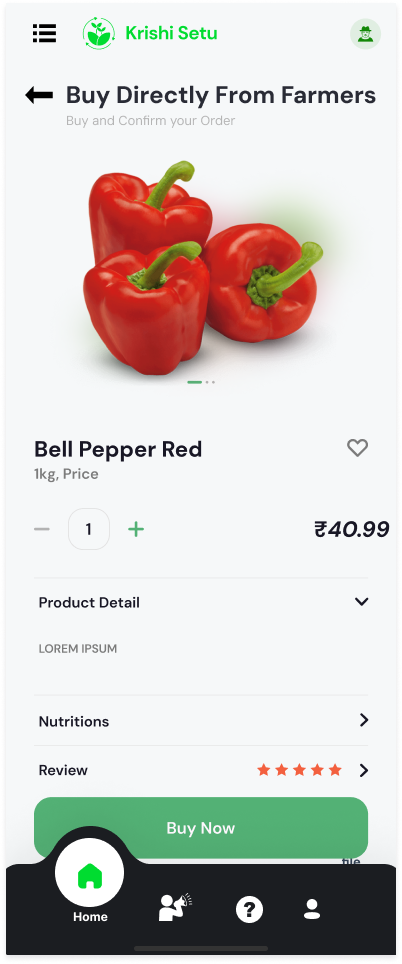 Krishi Setu
Buy Directly From Farmers
Buy and Confirm your Order
Bell Pepper Red
1kg, Price
1
₹40.99
Product Detail
LOREM IPSUM
Nutritions
Review
Buy Now
Home